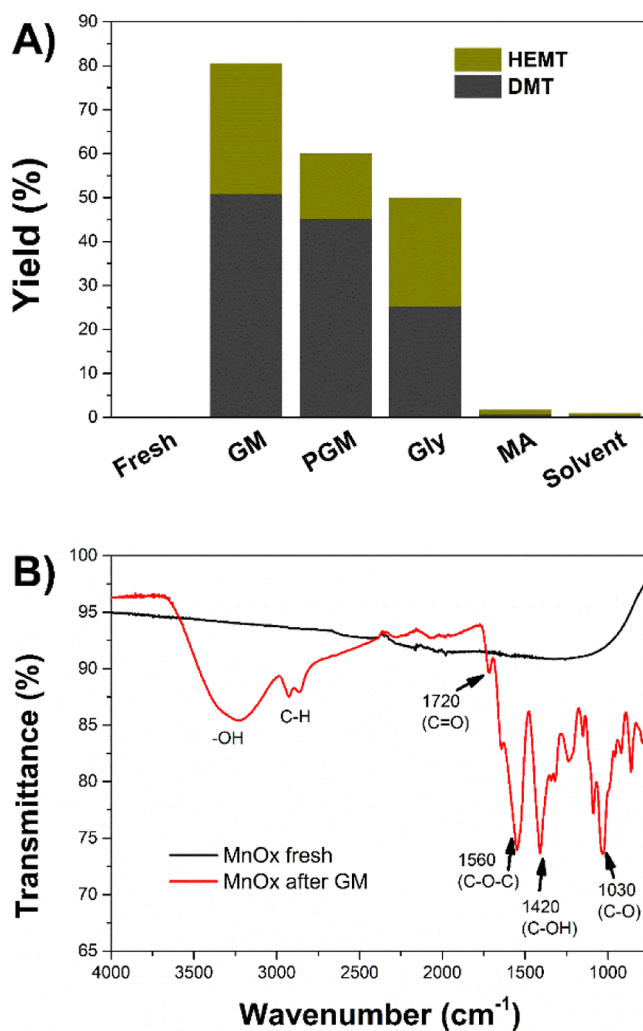 A)
90
80
70
60
50
40
30
20
10
0
Yield (%)
HEMT
DMT
Fresh
GM
PGM
Gly
MA
Solvent
B)
100
95
90
85
80
75
70
65
Transmittance (%)
-OH
C-H
1720
(C=O)
1560
(C-O-C)
1420
(C-OH)
1030
(C-O)
MnOx fresh
MnOx after GM
4000
3500
3000
2500
2000
1500
1000
Wavenumber (cm⁻¹)